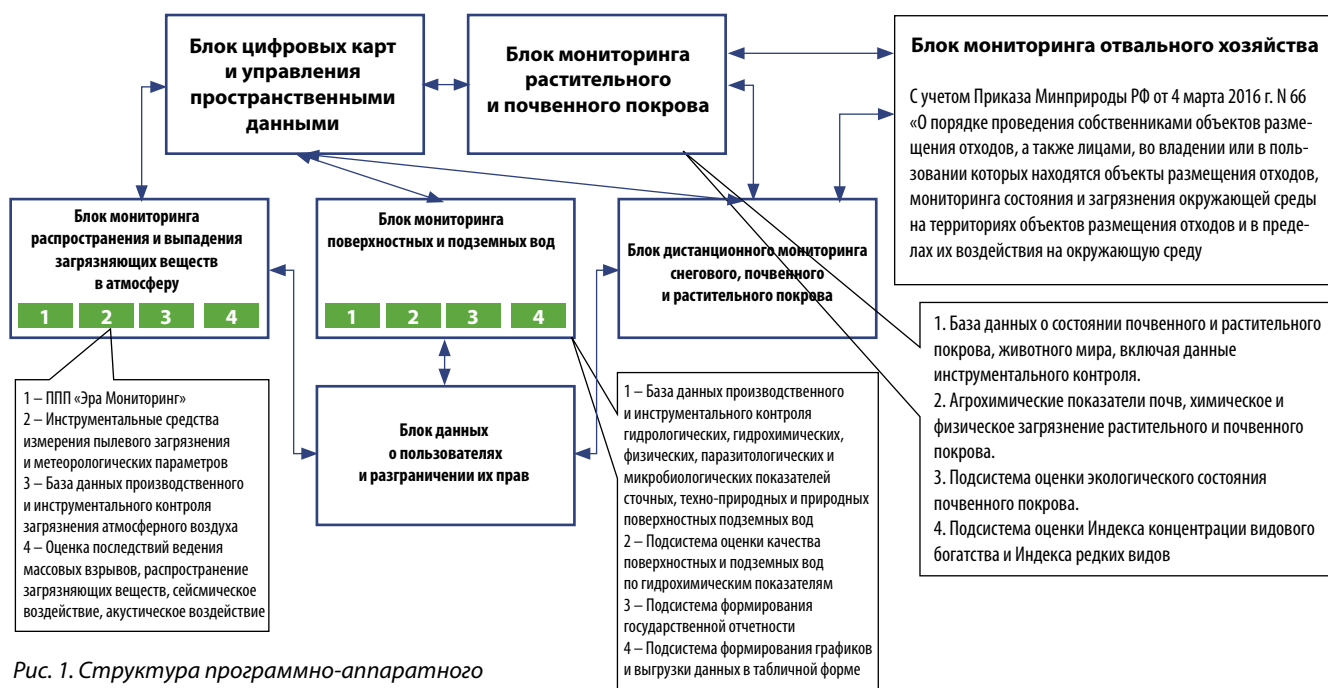 Блок цифровых карт
и управления
пространственными
данными
Блок мониторинга
растительного
и почвенного покрова
Блок мониторинга отвального хозяйства
С учетом Приказа Минприроды РФ от 4 марта 2016 г. N 66
«О порядке проведения собственниками объектов разме-
щения отходов, а также лицами, во владении или в поль-
зовании которых находятся объекты размещения отходов,
мониторинга состояния и загрязнения окружающей среды
на территориях объектов размещения отходов и в преде-
лах их воздействия на окружающую среду
Блок мониторинга
распространения и выпадения
загрязняющих веществ
в атмосферу
1 2 3 4
Блок мониторинга
поверхностных и подземных вод
1 2 3 4
Блок дистанционного мониторинга
снегового, почвенного
и растительного покрова
Блок данных
о пользователях
и разграничении их прав
1 – ППП «Эра Мониторинг»
2 – Инструментальные средства
измерения пылевого загрязнения
и метеорологических параметров
3 – База данных производственного
и инструментального контроля
загрязнения атмосферного воздуха
4 – Оценка последствий ведения
массовых взрывов, распространение
загрязняющих веществ, сейсмическое
воздействие, акустическое воздействие
1 – База данных производственного
и инструментального контроля
гидрологических, гидрохимических,
физических, паразитологических и
микробиологических показателей
сточных, техно-природных и природных
поверхностных подземных вод
2 – Подсистема оценки качества
поверхностных и подземных вод
по гидрохимическим показателям
3 – Подсистема формирования
государственной отчетности
4 – Подсистема формирования графиков
и выгрузки данных в табличной форме
1. База данных о состоянии почвенного и растительного
покрова, животного мира, включая данные
инструментального контроля.
2. Агрохимические показатели почв, химическое и
физическое загрязнение растительного и почвенного
покрова.
3. Подсистема оценки экологического состояния
почвенного покрова.
4. Подсистема оценки Индекса концентрации видового
богатства и Индекса редких видов
Рис. 1. Структура программно-аппаратного